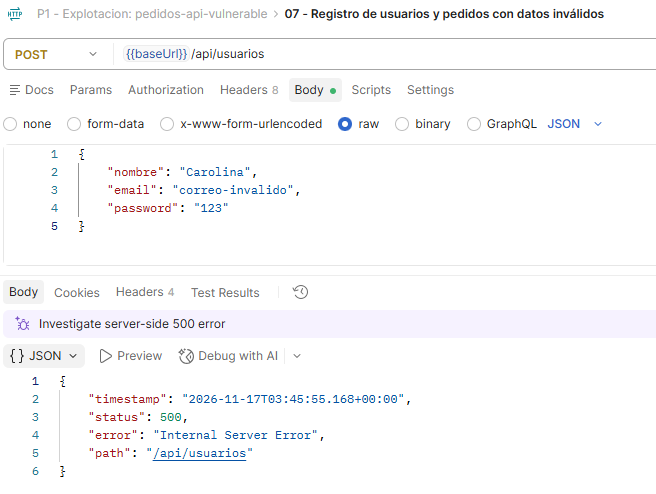 HTTP P1 - Explotacion: pedidos-api-vulnerable > 07 - Registro de usuarios y pedidos con datos inválidos
POST {{baseUrl}} /api/usuarios
Docs Params Authorization Headers 8 Body Scripts Settings
none form-data x-www-form-urlencoded raw binary GraphQL JSON
1 {
2 "nombre": "Carolina",
3 "email": "correo-invalido",
4 "password": "123"
5 }
Body Cookies Headers 4 Test Results
Investigate server-side 500 error
{} JSON Preview Debug with AI
1 {
2 "timestamp": "2026-11-17T03:45:55.168+00:00",
3 "status": 500,
4 "error": "Internal Server Error",
5 "path": "/api/usuarios"
6 }